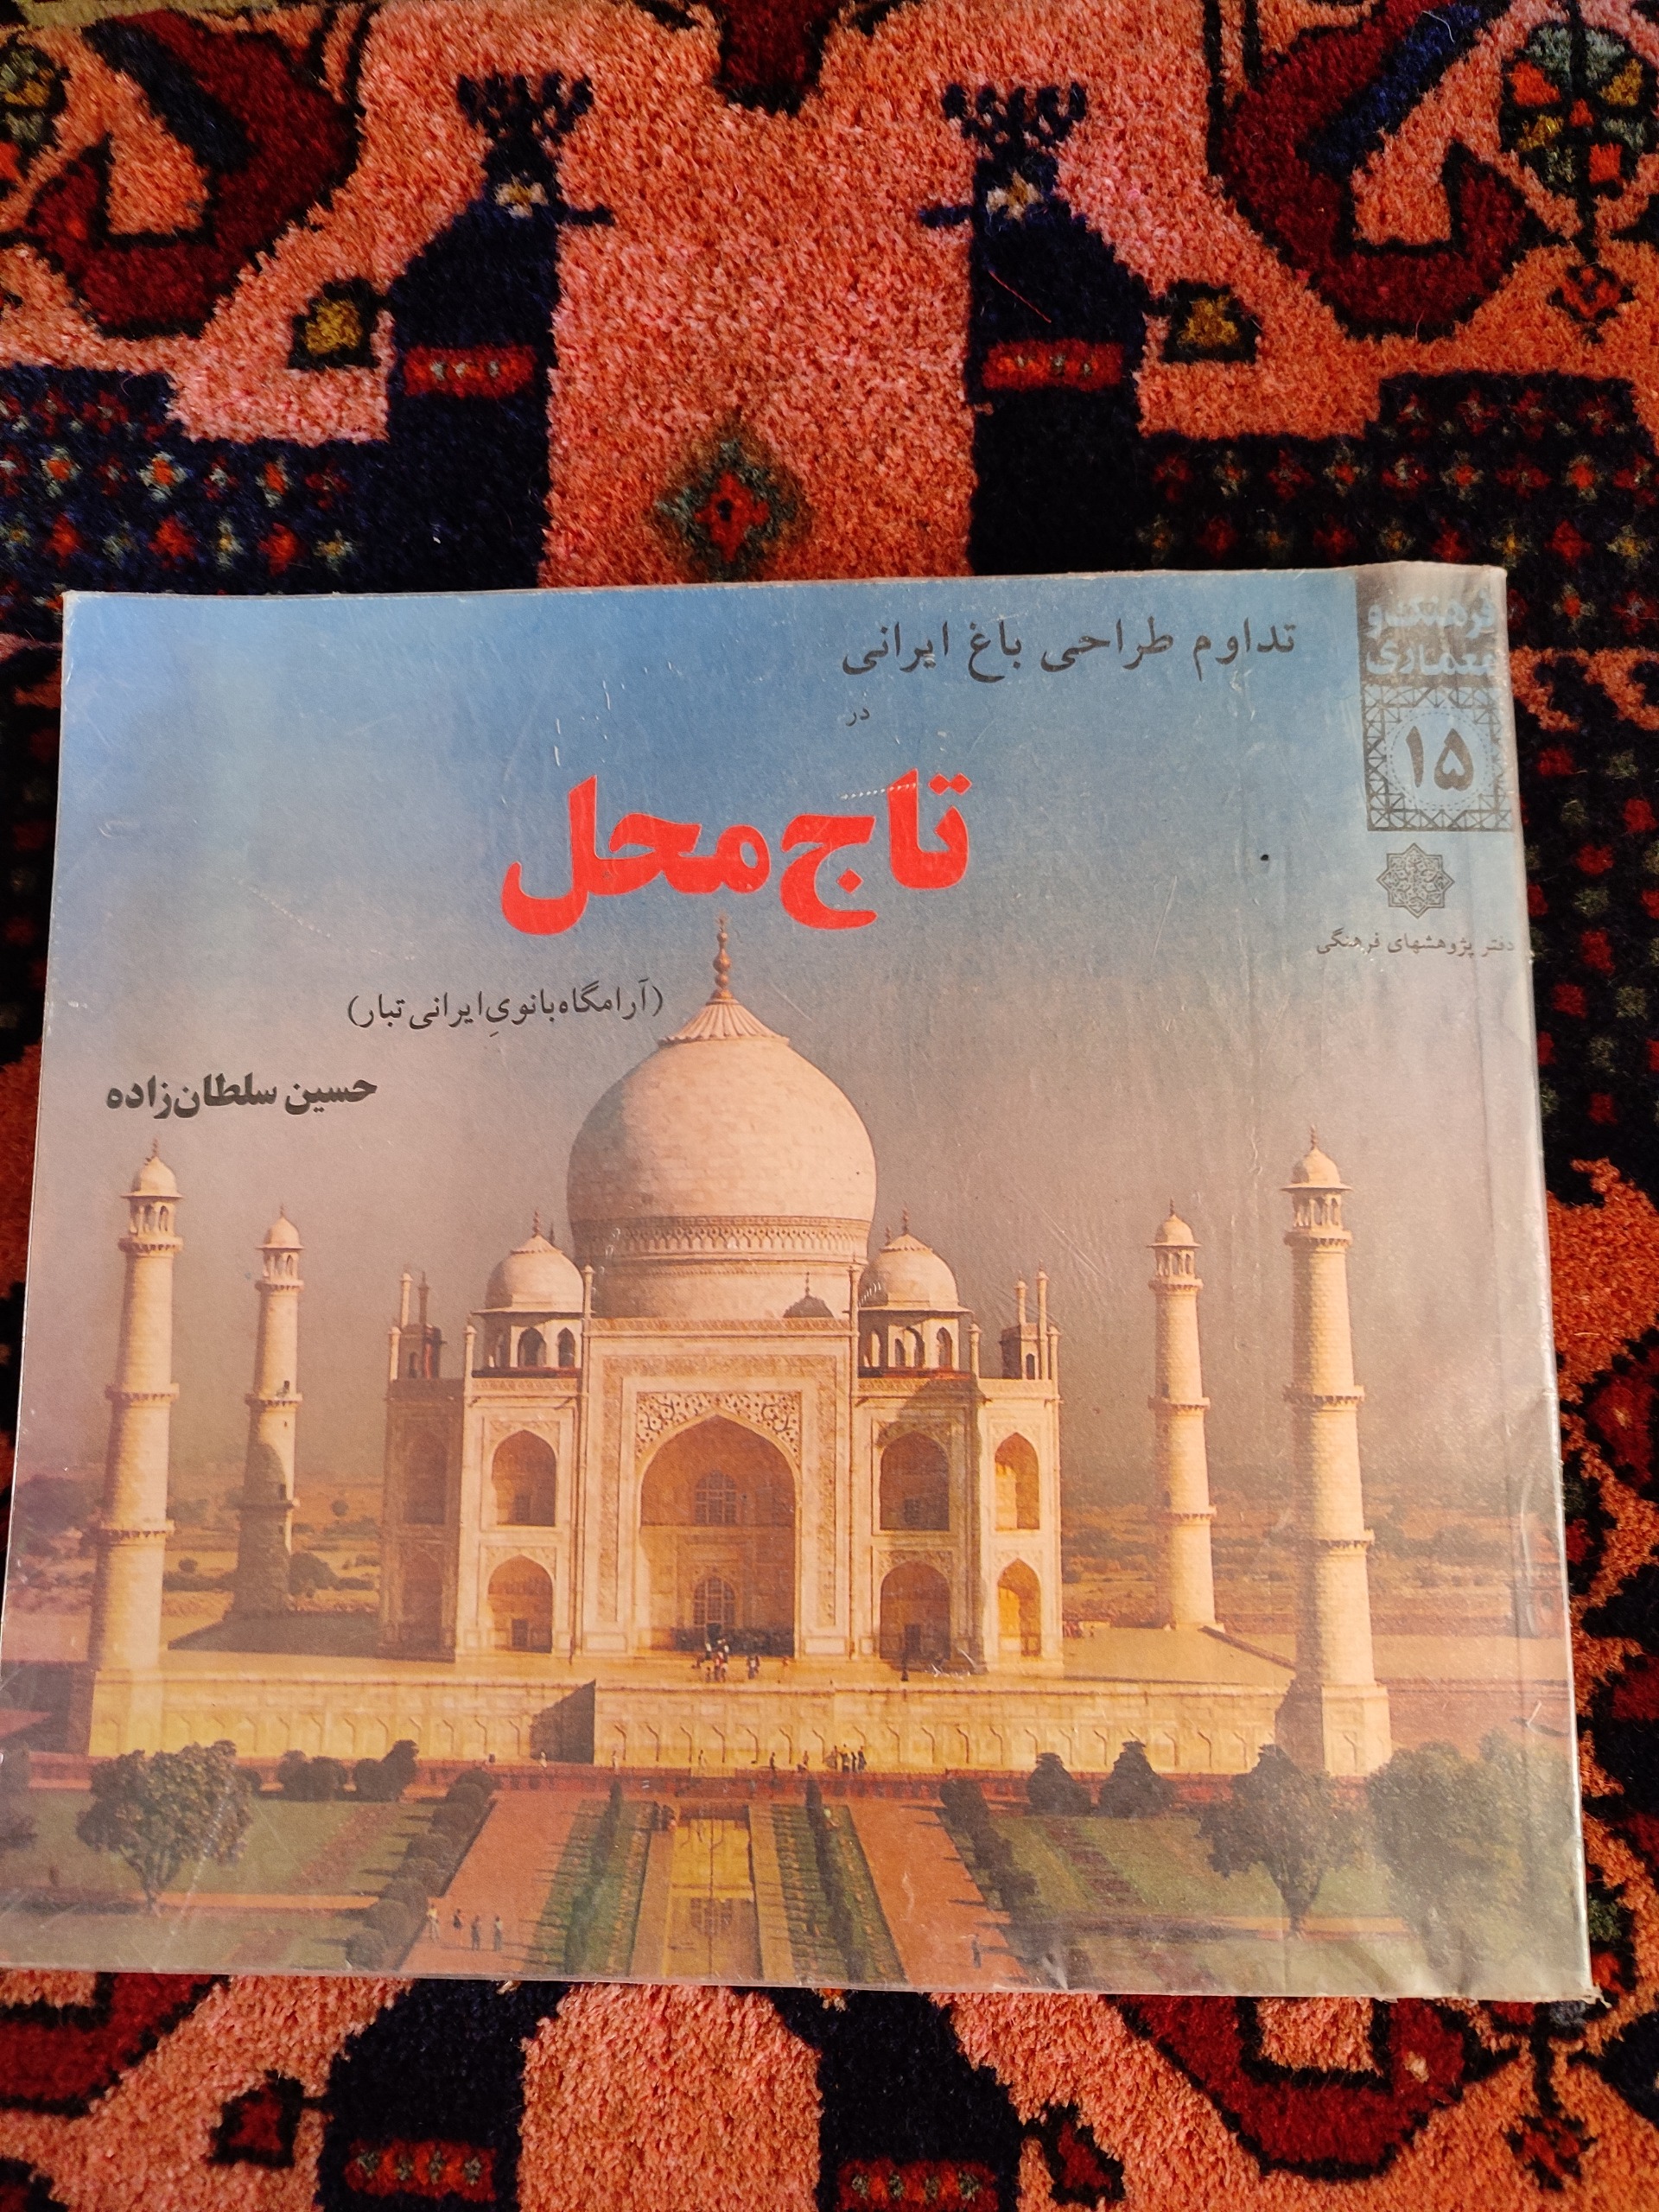 فرهنگ و
معماری
۱۵
دفتر پژوهشهای فرهنگی
تداوم طراحی باغ ایرانی
در
تاج‌محل
(آرامگاه بانویِ ایرانی تبار)
حسین سلطان‌زاده